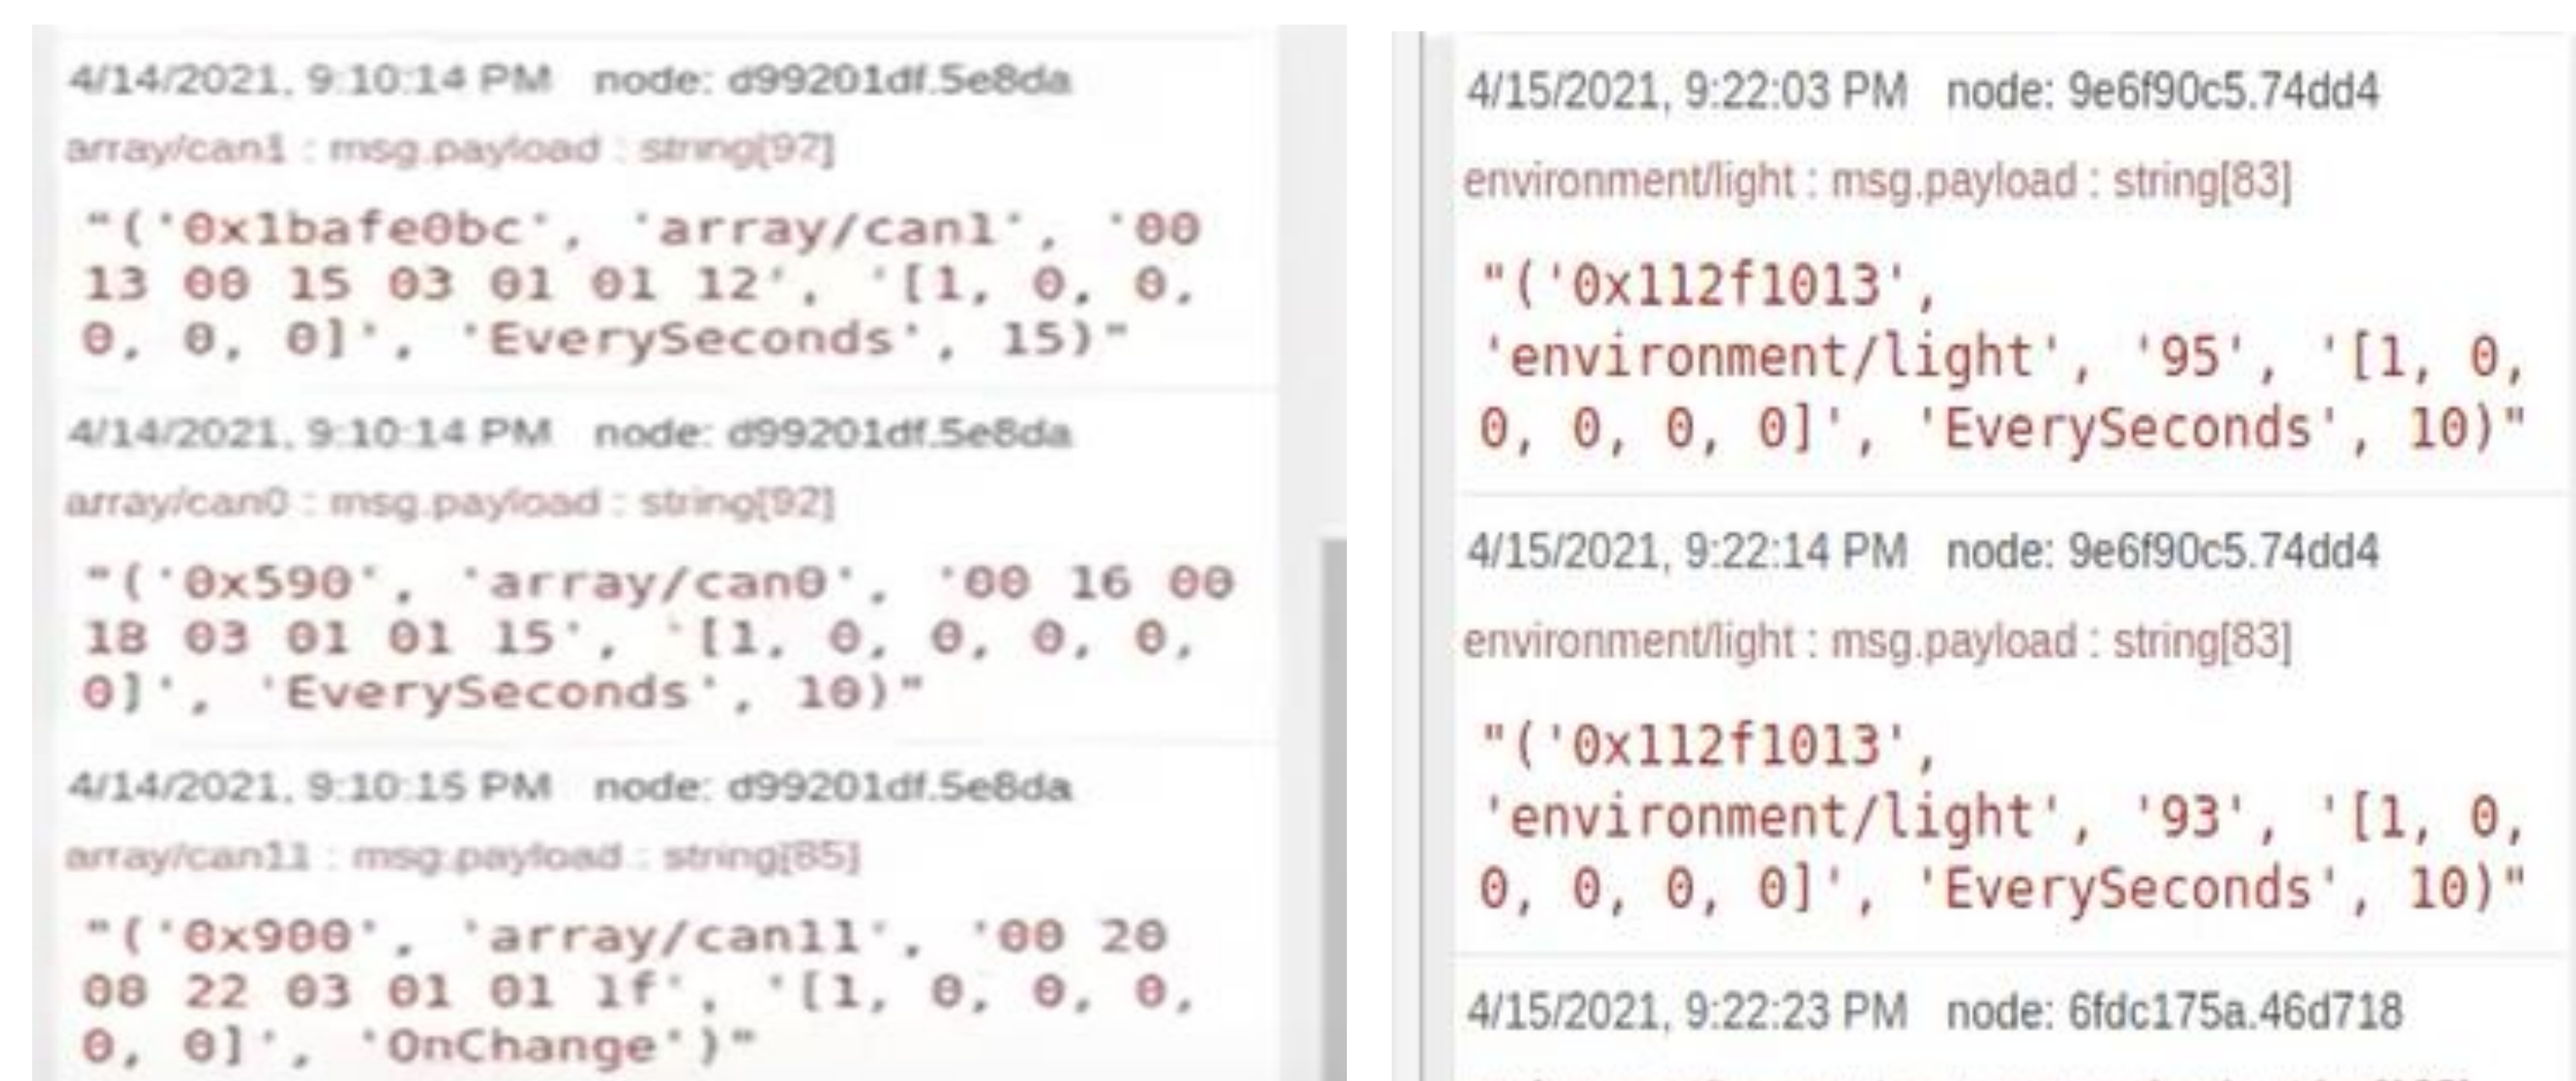 4/14/2021, 9:10:14 PM node: d99201df.5e8da
array/can1 : msg.payload : string[97]
"('0x1bafe0bc', 'array/can1', '00
13 00 15 03 01 01 12', '[1, 0, 0,
0, 0, 0]', 'EverySeconds', 15)"
4/14/2021, 9:10:14 PM node: d99201df.5e8da
array/can0 : msg.payload : string[92]
"('0x590', 'array/can0', '00 16 00
18 03 01 01 15', '[1, 0, 0, 0, 0,
0]', 'EverySeconds', 10)"
4/14/2021, 9:10:15 PM node: d99201df.5e8da
array/can11 : msg.payload : string[85]
"('0x900', 'array/can11', '00 20
00 22 03 01 01 1f', '[1, 0, 0, 0,
0, 0]', 'OnChange')"
4/15/2021, 9:22:03 PM node: 9e6f90c5.74dd4
environment/light : msg.payload : string[83]
"('0x112f1013',
'environment/light', '95', '[1, 0,
0, 0, 0, 0]', 'EverySeconds', 10)"
4/15/2021, 9:22:14 PM node: 9e6f90c5.74dd4
environment/light : msg.payload : string[83]
"('0x112f1013',
'environment/light', '93', '[1, 0,
0, 0, 0, 0]', 'EverySeconds', 10)"
4/15/2021, 9:22:23 PM node: 6fdc175a.46d718